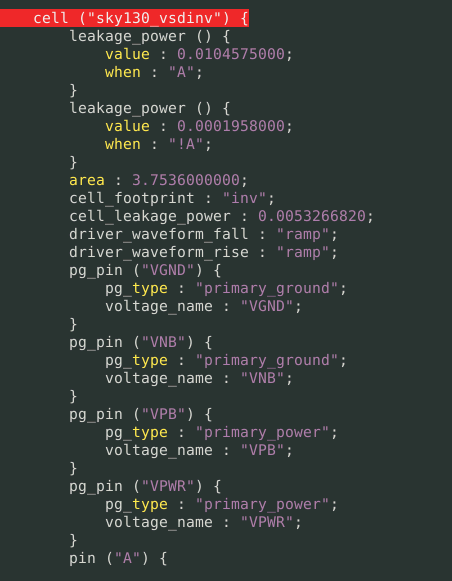 cell ("sky130_vsdinv") {
leakage_power () {
value : 0.0104575000;
when : "A";
}
leakage_power () {
value : 0.0001958000;
when : "!A";
}
area : 3.7536000000;
cell_footprint : "inv";
cell_leakage_power : 0.0053266820;
driver_waveform_fall : "ramp";
driver_waveform_rise : "ramp";
pg_pin ("VGND") {
pg_type : "primary_ground";
voltage_name : "VGND";
}
pg_pin ("VNB") {
pg_type : "primary_ground";
voltage_name : "VNB";
}
pg_pin ("VPB") {
pg_type : "primary_power";
voltage_name : "VPB";
}
pg_pin ("VPWR") {
pg_type : "primary_power";
voltage_name : "VPWR";
}
pin ("A") {